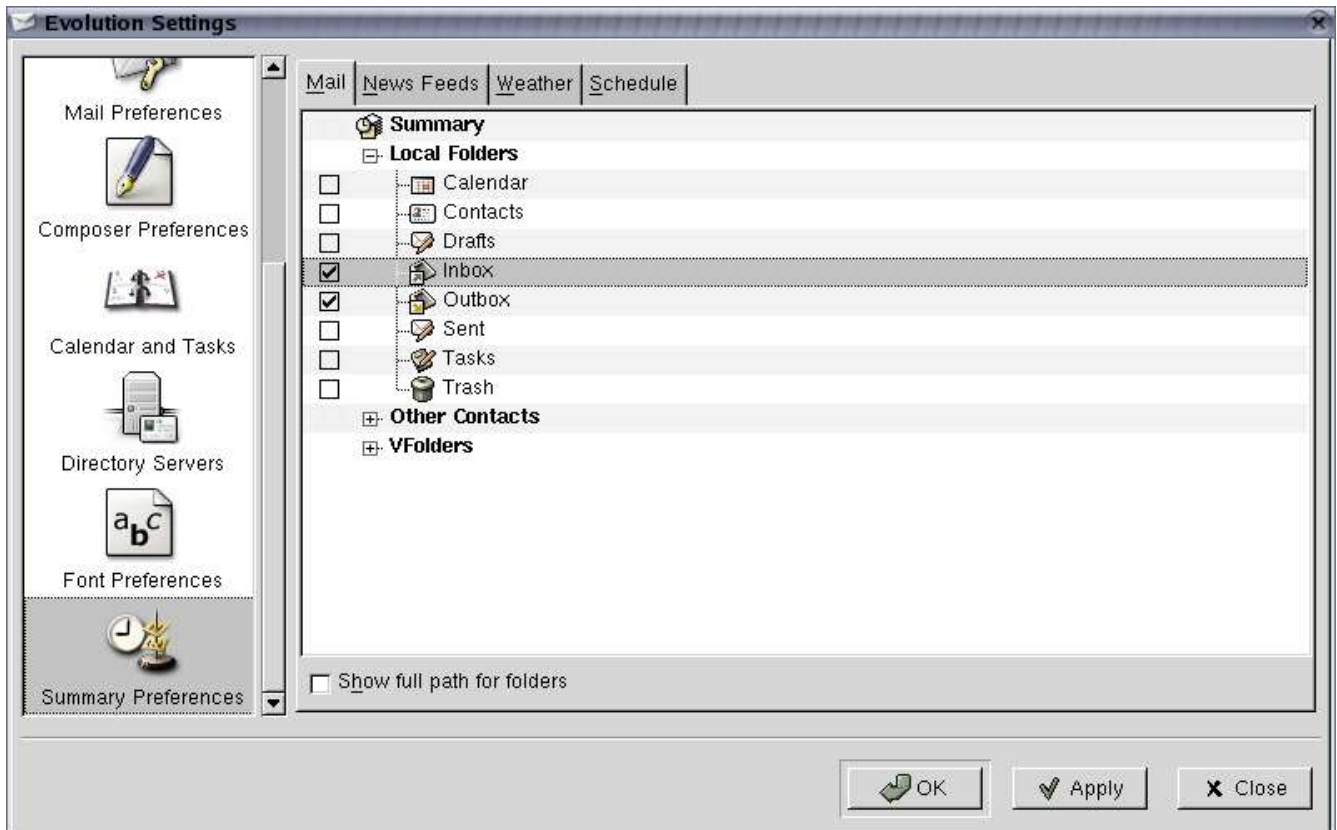 Evolution Settings
Mail Preferences
Composer Preferences
Calendar and Tasks
Directory Servers
abc
Font Preferences
Summary Preferences
Mail
News Feeds
Weather
Schedule
Summary
Local Folders
Calendar
Contacts
Drafts
Inbox
Outbox
Sent
Tasks
Trash
Other Contacts
VFolders
Show full path for folders
OK
Apply
Close